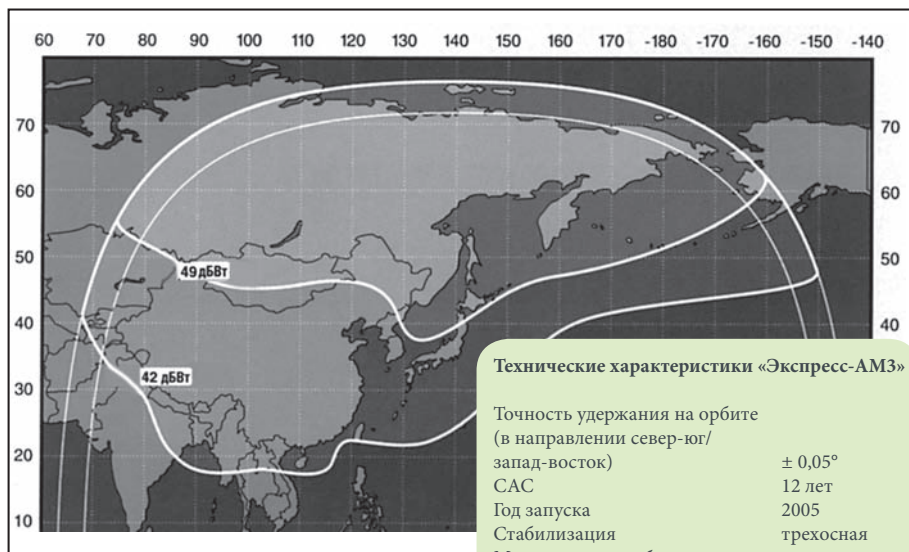 60 70 80 90 100 110 120 130 140 150 160 170 180 -170 -160 -150 -140
70 70
60 60
50 50
49 дБВт
40 40
42 дБВт
30
20
10
Технические характеристики «Экспресс-АМ3»
Точность удержания на орбите
(в направлении север-юг/
запад-восток) ± 0,05°
САС 12 лет
Год запуска 2005
Стабилизация трехосная